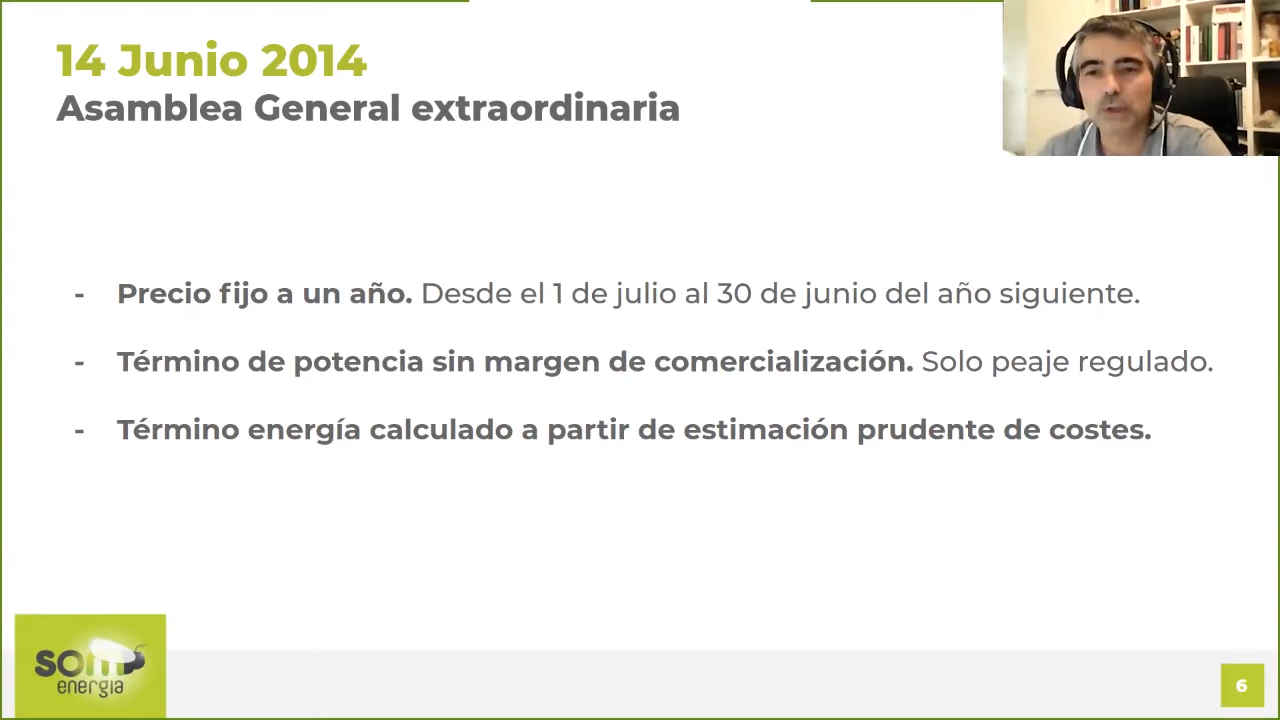 14 Junio 2014
Asamblea General extraordinaria
- Precio fijo a un año. Desde el 1 de julio al 30 de junio del año siguiente.
- Término de potencia sin margen de comercialización. Solo peaje regulado.
- Término energía calculado a partir de estimación prudente de costes.
som
energia
6